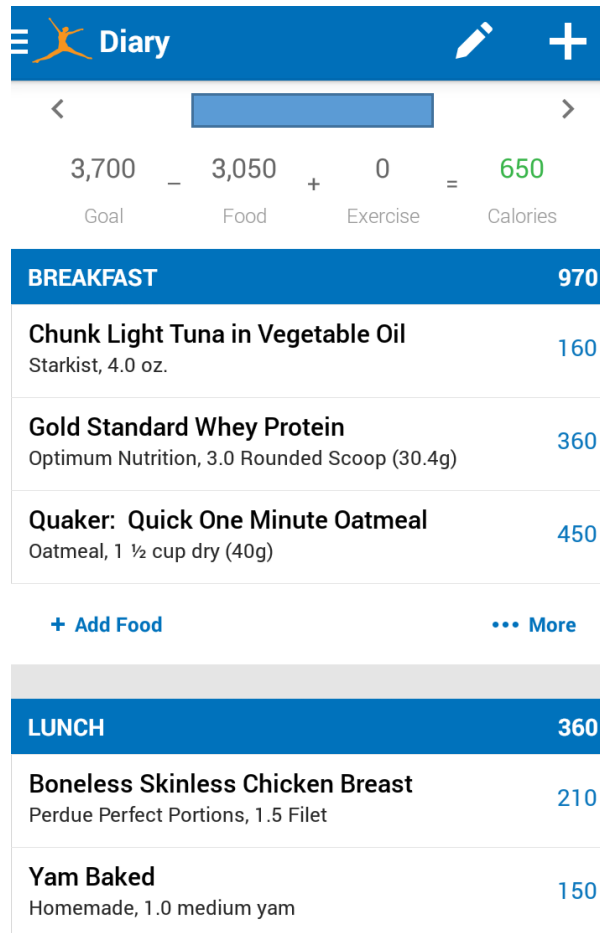 Diary
3,700 – 3,050 + 0 = 650
Goal Food Exercise Calories
BREAKFAST 970
Chunk Light Tuna in Vegetable Oil
Starkist, 4.0 oz.
160
Gold Standard Whey Protein
Optimum Nutrition, 3.0 Rounded Scoop (30.4g)
360
Quaker:  Quick One Minute Oatmeal
Oatmeal, 1 ½ cup dry (40g)
450
+ Add Food ••• More
LUNCH 360
Boneless Skinless Chicken Breast
Perdue Perfect Portions, 1.5 Filet
210
Yam Baked
Homemade, 1.0 medium yam
150